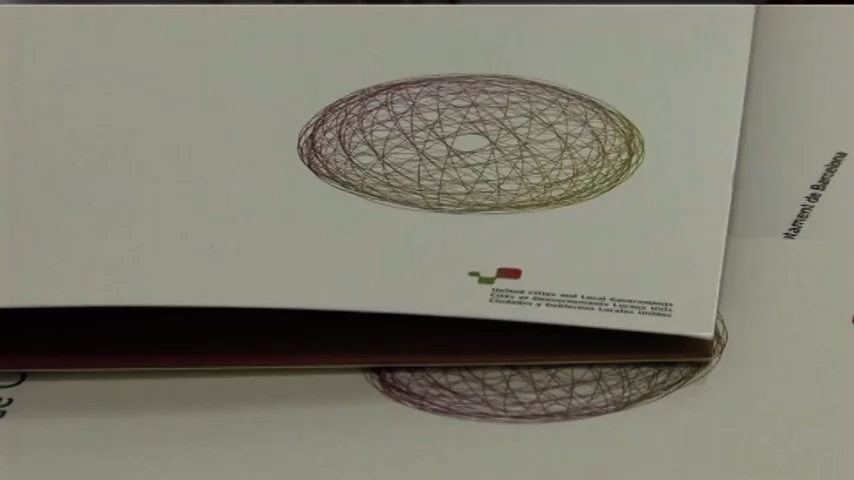 United Cities and Local Governments
Cités et Gouvernements Locaux Unis
Ciudades y Gobiernos Locales Unidos
ntament de Barcelona